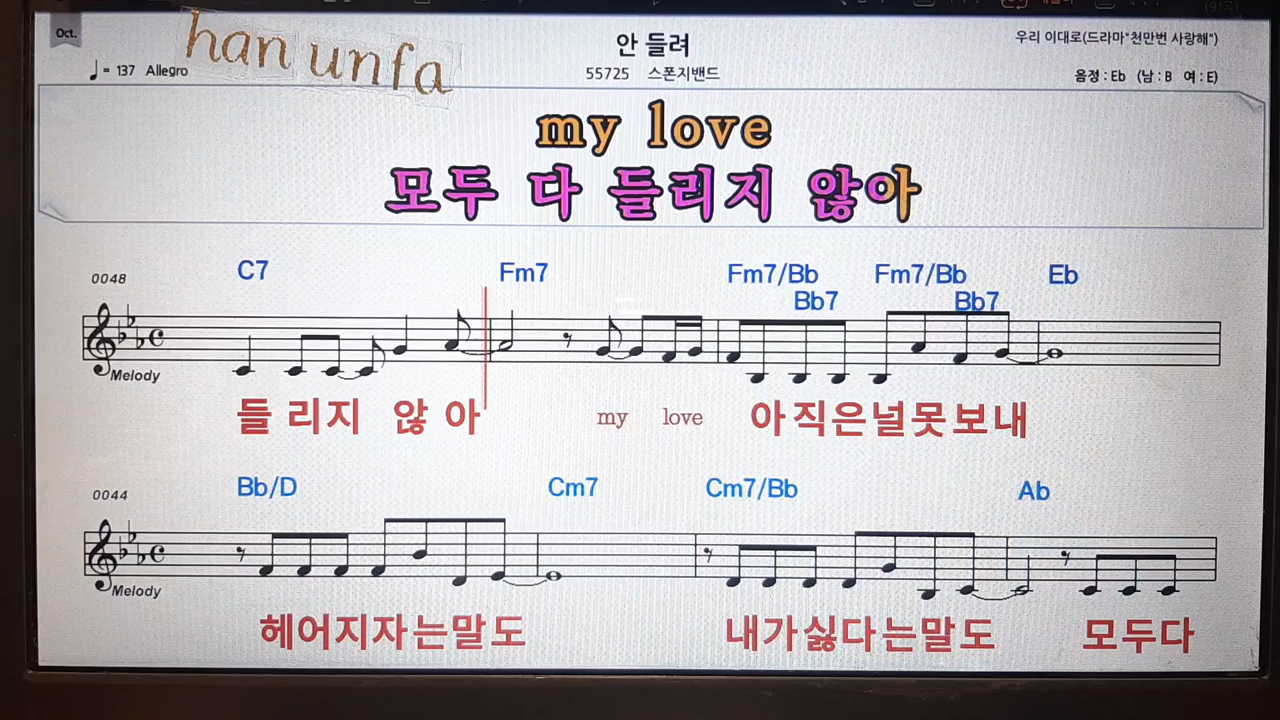 Oct.
han unfa
안 들려
우리 이대로(드라마"천만번 사랑해")
♩= 137 Allegro
55725 스폰지밴드
음정 : Eb (남 : B 여 : E)
my love
모두 다 들리지 않아
0048 C7 Fm7 Fm7/Bb Bb7 Fm7/Bb Bb7 Eb
Melody
들 리지 않 아 my love 아직은널못보내
0044 Bb/D Cm7 Cm7/Bb Ab
Melody
헤어지자는말도 내가싫다는말도 모두다